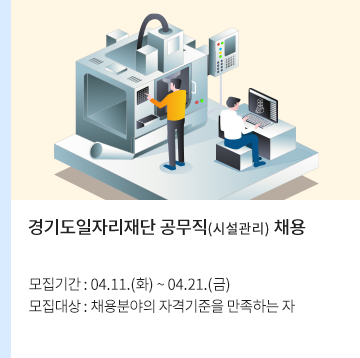 경기도일자리재단 공무직(시설관리) 채용
모집기간 : 04.11.(화) ~ 04.21.(금)
모집대상 : 채용분야의 자격기준을 만족하는 자